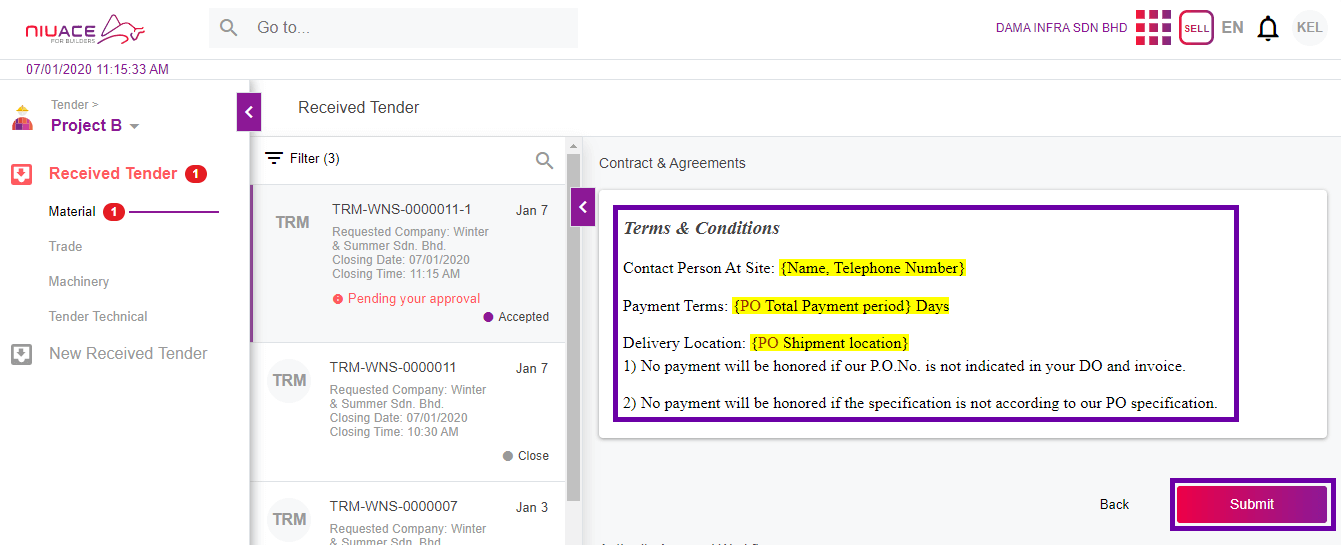 NIUACE
FOR BUILDERS
Go to...
DAMA INFRA SDN BHD
SELL
EN
KEL
07/01/2020 11:15:33 AM
Tender >
Project B
Received Tender 1
Material 1
Trade
Machinery
Tender Technical
New Received Tender
Received Tender
Filter (3)
TRM
TRM-WNS-0000011-1
Jan 7
Requested Company: Winter
& Summer Sdn. Bhd.
Closing Date: 07/01/2020
Closing Time: 11:15 AM
Pending your approval
Accepted
TRM
TRM-WNS-0000011
Jan 7
Requested Company: Winter
& Summer Sdn. Bhd.
Closing Date: 07/01/2020
Closing Time: 10:30 AM
Close
TRM
TRM-WNS-0000007
Jan 3
Requested Company: Winter
& Summer Sdn. Bhd.
Contract & Agreements
Terms & Conditions
Contact Person At Site: {Name, Telephone Number}
Payment Terms: {PO Total Payment period} Days
Delivery Location: {PO Shipment location}
1) No payment will be honored if our P.O.No. is not indicated in your DO and invoice.
2) No payment will be honored if the specification is not according to our PO specification.
Back
Submit